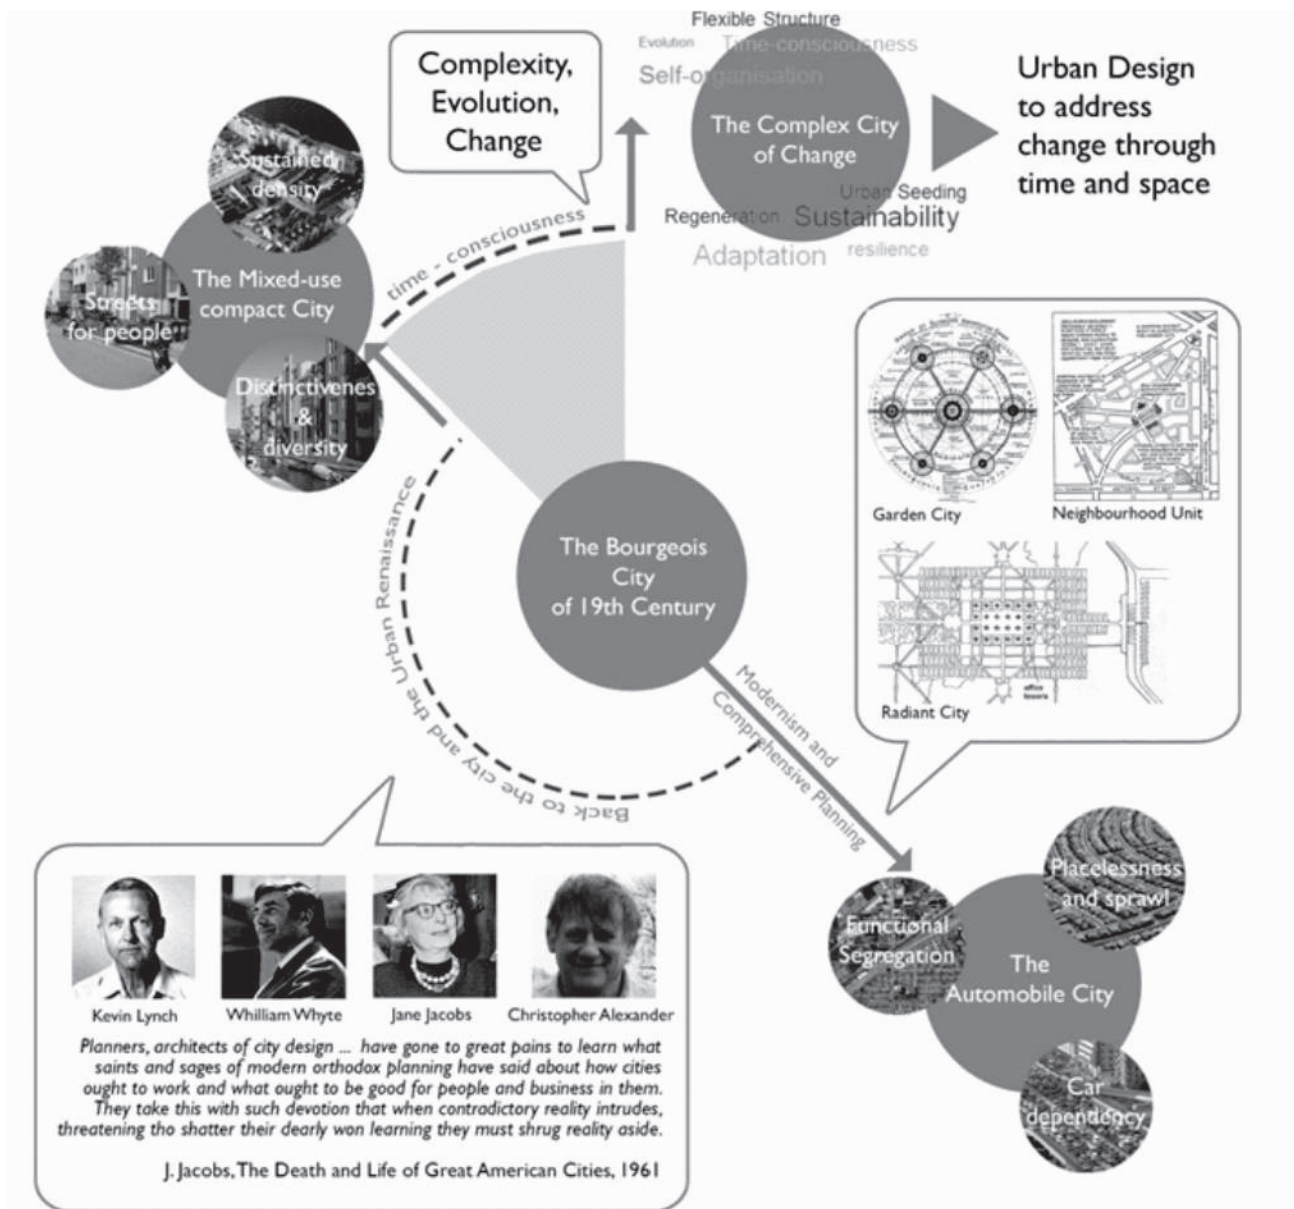 Flexible Structure
Evolution
Time-consciousness
Self-organisation
Complexity,
Evolution,
Change
The Complex City
of Change
Urban Design
to address
change through
time and space
Urban Seeding
Regeneration
Sustainability
Adaptation
resilience
Sustained
density
time - consciousness
The Mixed-use
compact City
Streets
for people
Distinctivenes
&
diversity
Garden City
Neighbourhood Unit
office
towers
Radiant City
Back to the city and the Urban Renaissance
The Bourgeois
City
of 19th Century
Modernism and
Comprehensive Planning
Placelessness
and sprawl
Functional
Segregation
The
Automobile City
Car
dependency
Kevin Lynch
Whilliam Whyte
Jane Jacobs
Christopher Alexander
Planners, architects of city design ... have gone to great pains to learn what
saints and sages of modern orthodox planning have said about how cities
ought to work and what ought to be good for people and business in them.
They take this with such devotion that when contradictory reality intrudes,
threatening tho shatter their dearly won learning they must shrug reality aside.
J. Jacobs, The Death and Life of Great American Cities, 1961